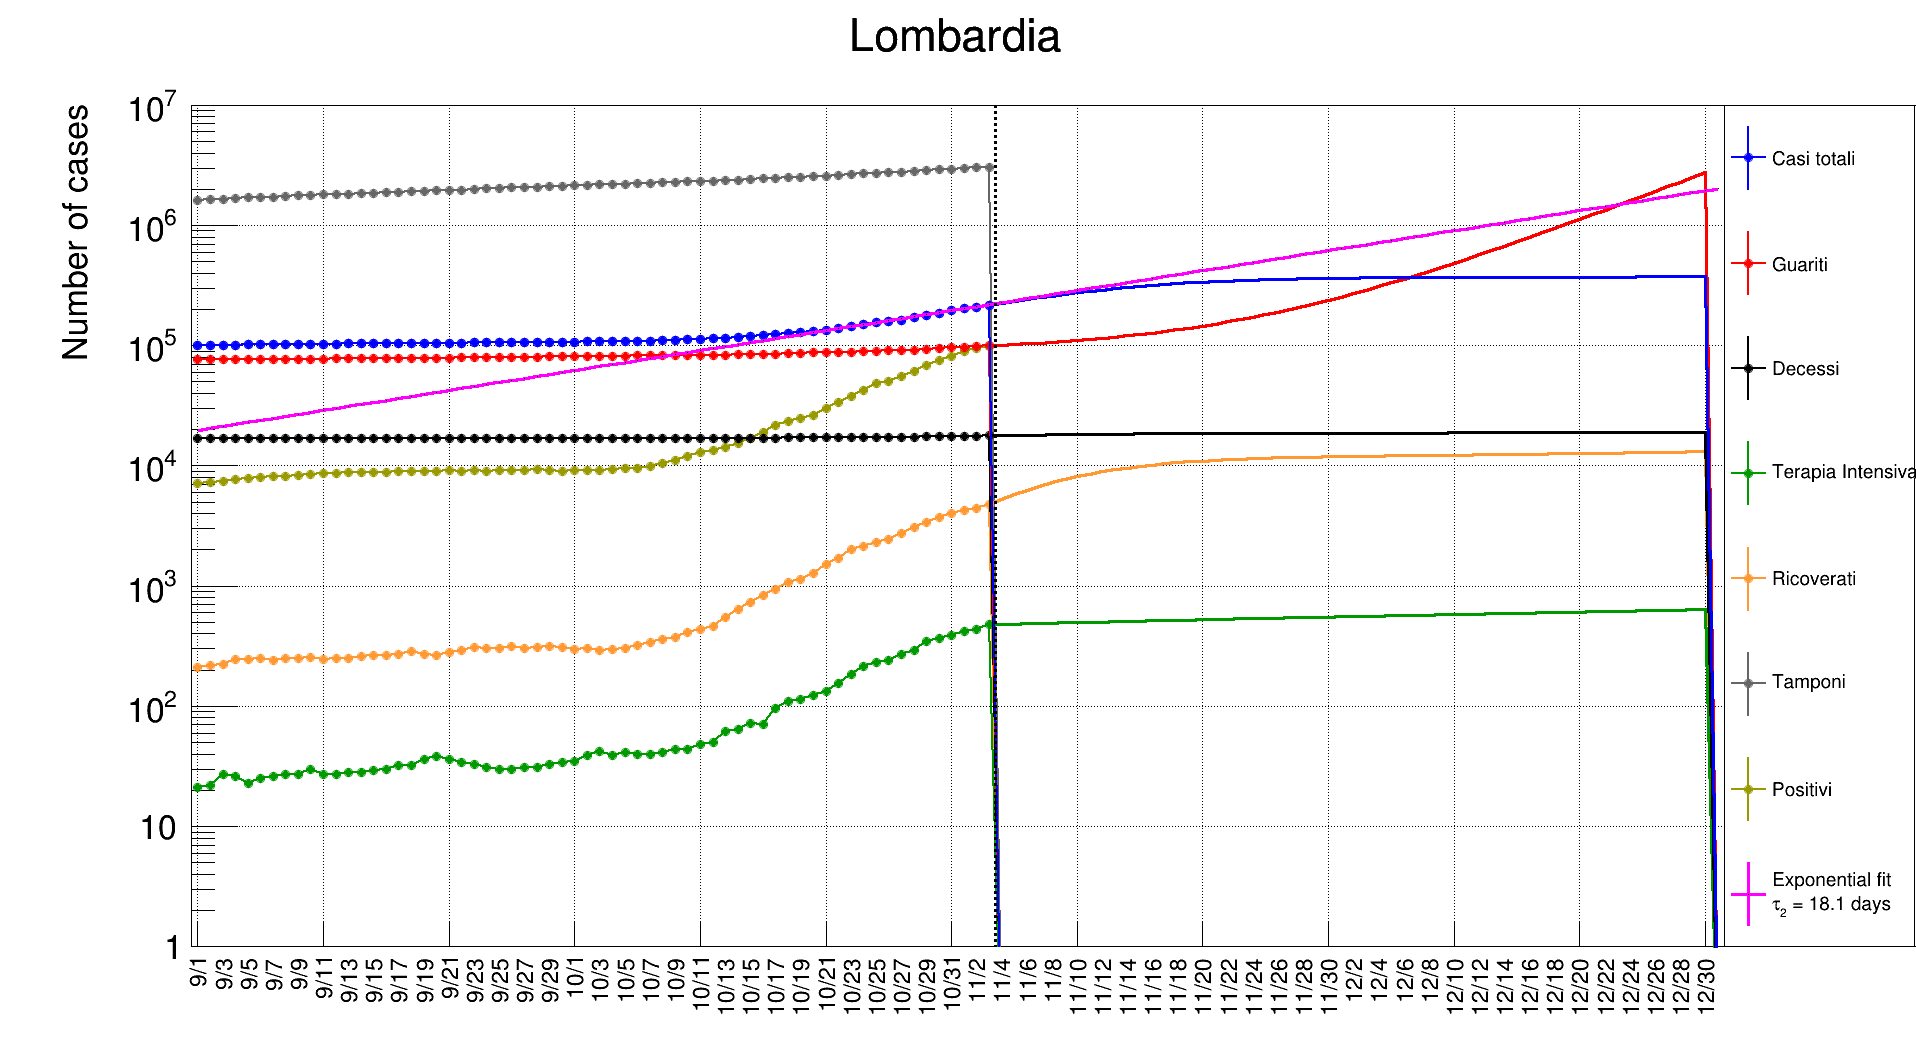 Lombardia
Number of cases
10^7
10^6
10^5
10^4
10^3
10^2
10
1
9/1 9/3 9/5 9/7 9/9 9/11 9/13 9/15 9/17 9/19 9/21 9/23 9/25 9/27 9/29 10/1 10/3 10/5 10/7 10/9 10/11 10/13 10/15 10/17 10/19 10/21 10/23 10/25 10/27 10/29 10/31 11/2 11/4 11/6 11/8 11/10 11/12 11/14 11/16 11/18 11/20 11/22 11/24 11/26 11/28 11/30 12/2 12/4 12/6 12/8 12/10 12/12 12/14 12/16 12/18 12/20 12/22 12/24 12/26 12/28 12/30
Casi totali
Guariti
Decessi
Terapia Intensiva
Ricoverati
Tamponi
Positivi
Exponential fit
τ₂ = 18.1 days